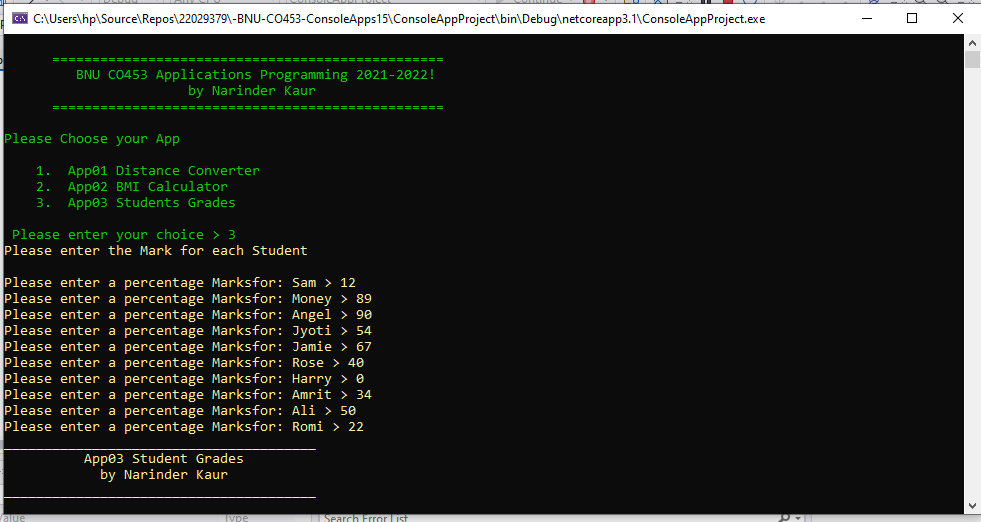 C:\Users\hp\Source\Repos\22029379\-BNU-CO453-ConsoleApps15\ConsoleAppProject\bin\Debug\netcoreapp3.1\ConsoleAppProject.exe
=================================================
BNU CO453 Applications Programming 2021-2022!
by Narinder Kaur
=================================================
Please Choose your App
1. App01 Distance Converter
2. App02 BMI Calculator
3. App03 Students Grades
Please enter your choice > 3
Please enter the Mark for each Student
Please enter a percentage Marksfor: Sam > 12
Please enter a percentage Marksfor: Money > 89
Please enter a percentage Marksfor: Angel > 90
Please enter a percentage Marksfor: Jyoti > 54
Please enter a percentage Marksfor: Jamie > 67
Please enter a percentage Marksfor: Rose > 40
Please enter a percentage Marksfor: Harry > 0
Please enter a percentage Marksfor: Amrit > 34
Please enter a percentage Marksfor: Ali > 50
Please enter a percentage Marksfor: Romi > 22
_______________________________________
App03 Student Grades
by Narinder Kaur
_______________________________________
Type Search Error List